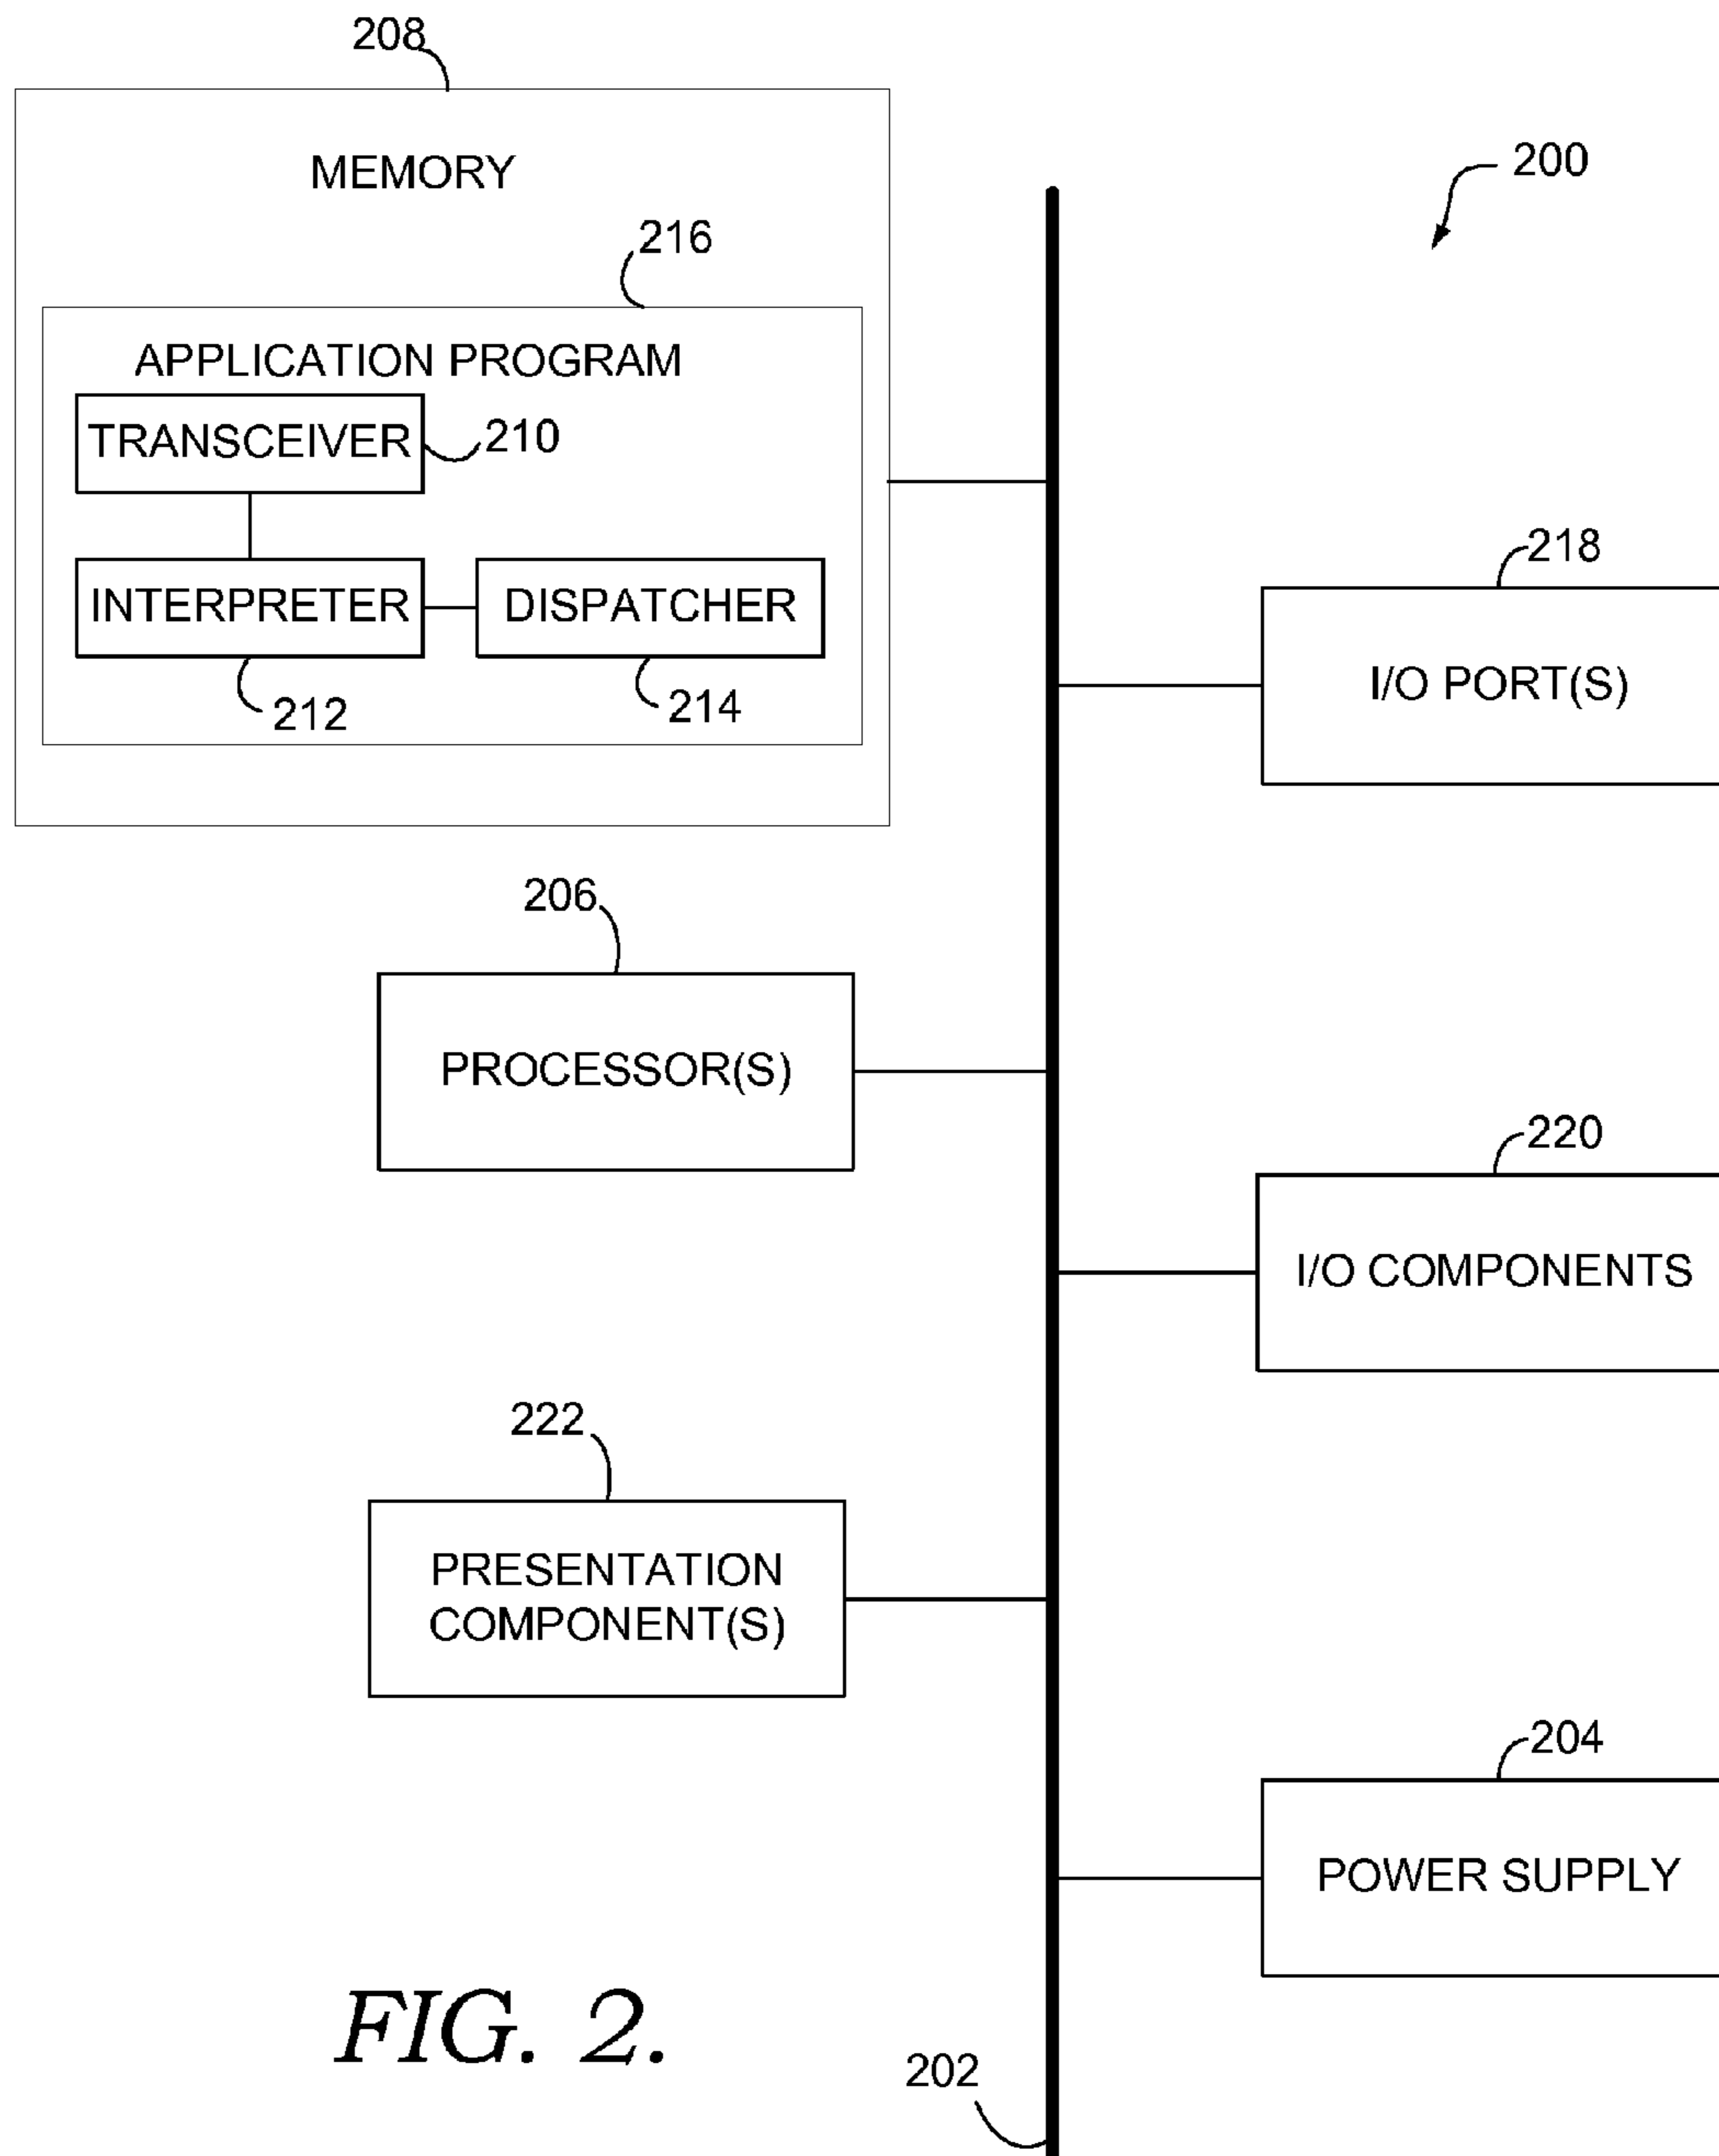 208
MEMORY
200
216
APPLICATION PROGRAM
TRANSCEIVER
210
INTERPRETER
DISPATCHER
212
214
218
I/O PORT(S)
206
PROCESSOR(S)
220
I/O COMPONENTS
222
PRESENTATION
COMPONENT(S)
204
POWER SUPPLY
FIG. 2.
202